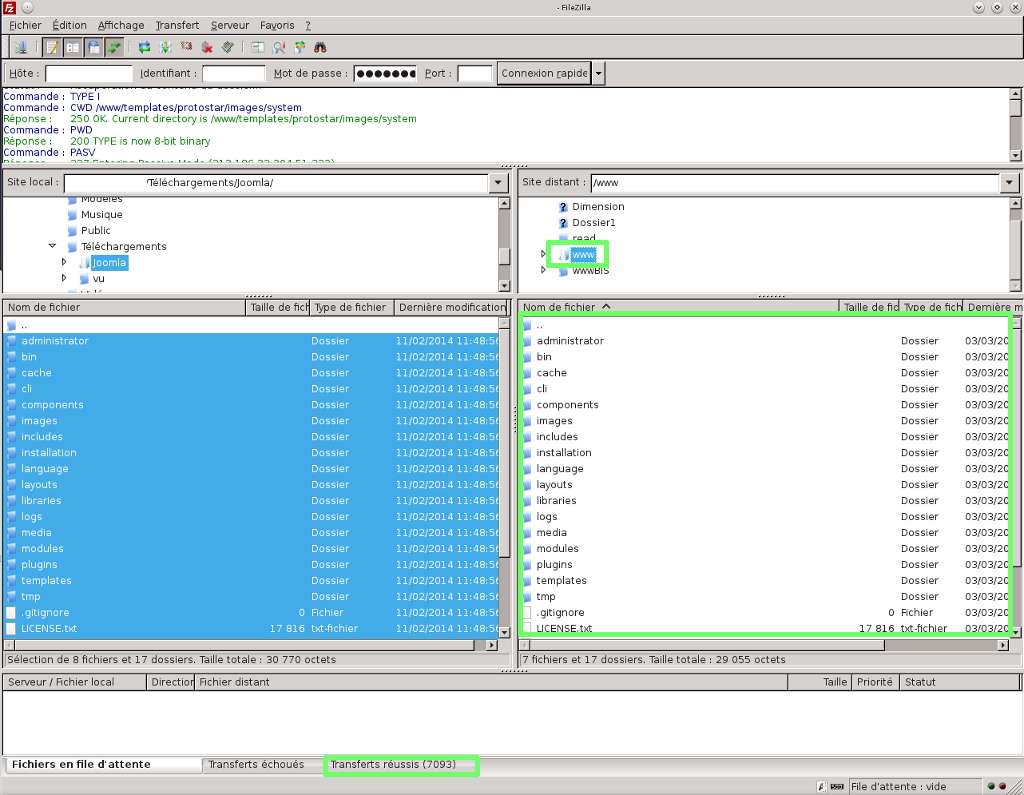 - FileZilla
Fichier Édition Affichage Transfert Serveur Favoris ?
Hôte : Identifiant : Mot de passe : ●●●●●●● Port : Connexion rapide
Commande : TYPE I
Commande : CWD /www/templates/protostar/images/system
Réponse : 250 OK. Current directory is /www/templates/protostar/images/system
Commande : PWD
Réponse : 200 TYPE is now 8-bit binary
Commande : PASV
Site local : Téléchargements/Joomla/
Modèles
Musique
Public
Téléchargements
Joomla
vu
Site distant : /www
? Dimension
? Dossier1
read
www
wwwBIS
Nom de fichier Taille de fich Type de fichier Dernière modification
..
administrator Dossier 11/02/2014 11:48:56
bin Dossier 11/02/2014 11:48:56
cache Dossier 11/02/2014 11:48:56
cli Dossier 11/02/2014 11:48:56
components Dossier 11/02/2014 11:48:56
images Dossier 11/02/2014 11:48:56
includes Dossier 11/02/2014 11:48:56
installation Dossier 11/02/2014 11:48:56
language Dossier 11/02/2014 11:48:56
layouts Dossier 11/02/2014 11:48:56
libraries Dossier 11/02/2014 11:48:56
logs Dossier 11/02/2014 11:48:56
media Dossier 11/02/2014 11:48:56
modules Dossier 11/02/2014 11:48:56
plugins Dossier 11/02/2014 11:48:56
templates Dossier 11/02/2014 11:48:56
tmp Dossier 11/02/2014 11:48:56
.gitignore 0 Fichier 11/02/2014 11:48:56
LICENSE.txt 17 816 txt-fichier 11/02/2014 11:48:56
Sélection de 8 fichiers et 17 dossiers. Taille totale : 30 770 octets
Nom de fichier Taille de fic Type de fich Dernière m
..
administrator Dossier 03/03/20
bin Dossier 03/03/20
cache Dossier 03/03/20
cli Dossier 03/03/20
components Dossier 03/03/20
images Dossier 03/03/20
includes Dossier 03/03/20
installation Dossier 03/03/20
language Dossier 03/03/20
layouts Dossier 03/03/20
libraries Dossier 03/03/20
logs Dossier 03/03/20
media Dossier 03/03/20
modules Dossier 03/03/20
plugins Dossier 03/03/20
templates Dossier 03/03/20
tmp Dossier 03/03/20
.gitignore 0 Fichier 03/03/20
LICENSE.txt 17 816 txt-fichier 03/03/20
7 fichiers et 17 dossiers. Taille totale : 29 055 octets
Serveur / Fichier local Direction Fichier distant Taille Priorité Statut
Fichiers en file d'attente Transferts échoués Transferts réussis (7093)
File d'attente : vide